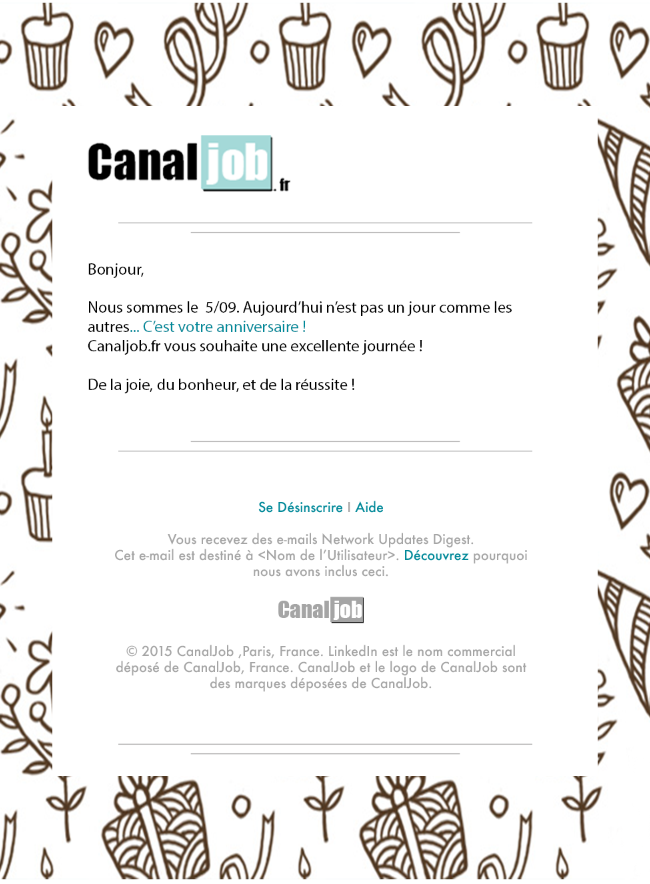 Canaljob.fr
Bonjour,
Nous sommes le  5/09. Aujourd’hui n’est pas un jour comme les
autres... C’est votre anniversaire !
Canaljob.fr vous souhaite une excellente journée !
De la joie, du bonheur, et de la réussite !
Se Désinscrire | Aide
Vous recevez des e-mails Network Updates Digest.
Cet e-mail est destiné à <Nom de l’Utilisateur>. Découvrez pourquoi
nous avons inclus ceci.
Canaljob
© 2015 CanalJob ,Paris, France. LinkedIn est le nom commercial
déposé de CanalJob, France. CanalJob et le logo de CanalJob sont
des marques déposées de CanalJob.